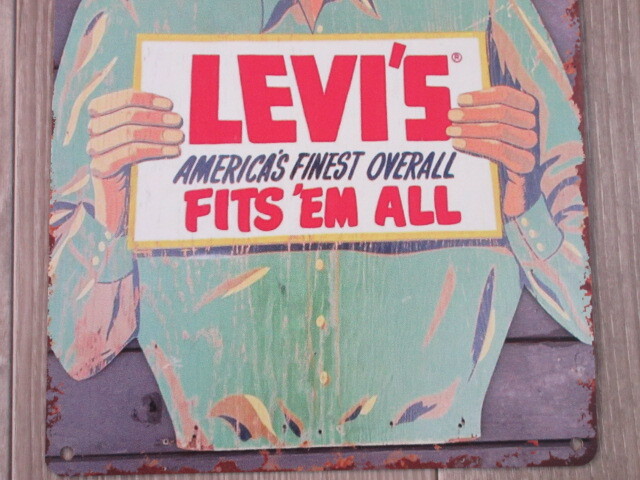 LEVI'S®
AMERICA'S FINEST OVERALL
FITS 'EM ALL